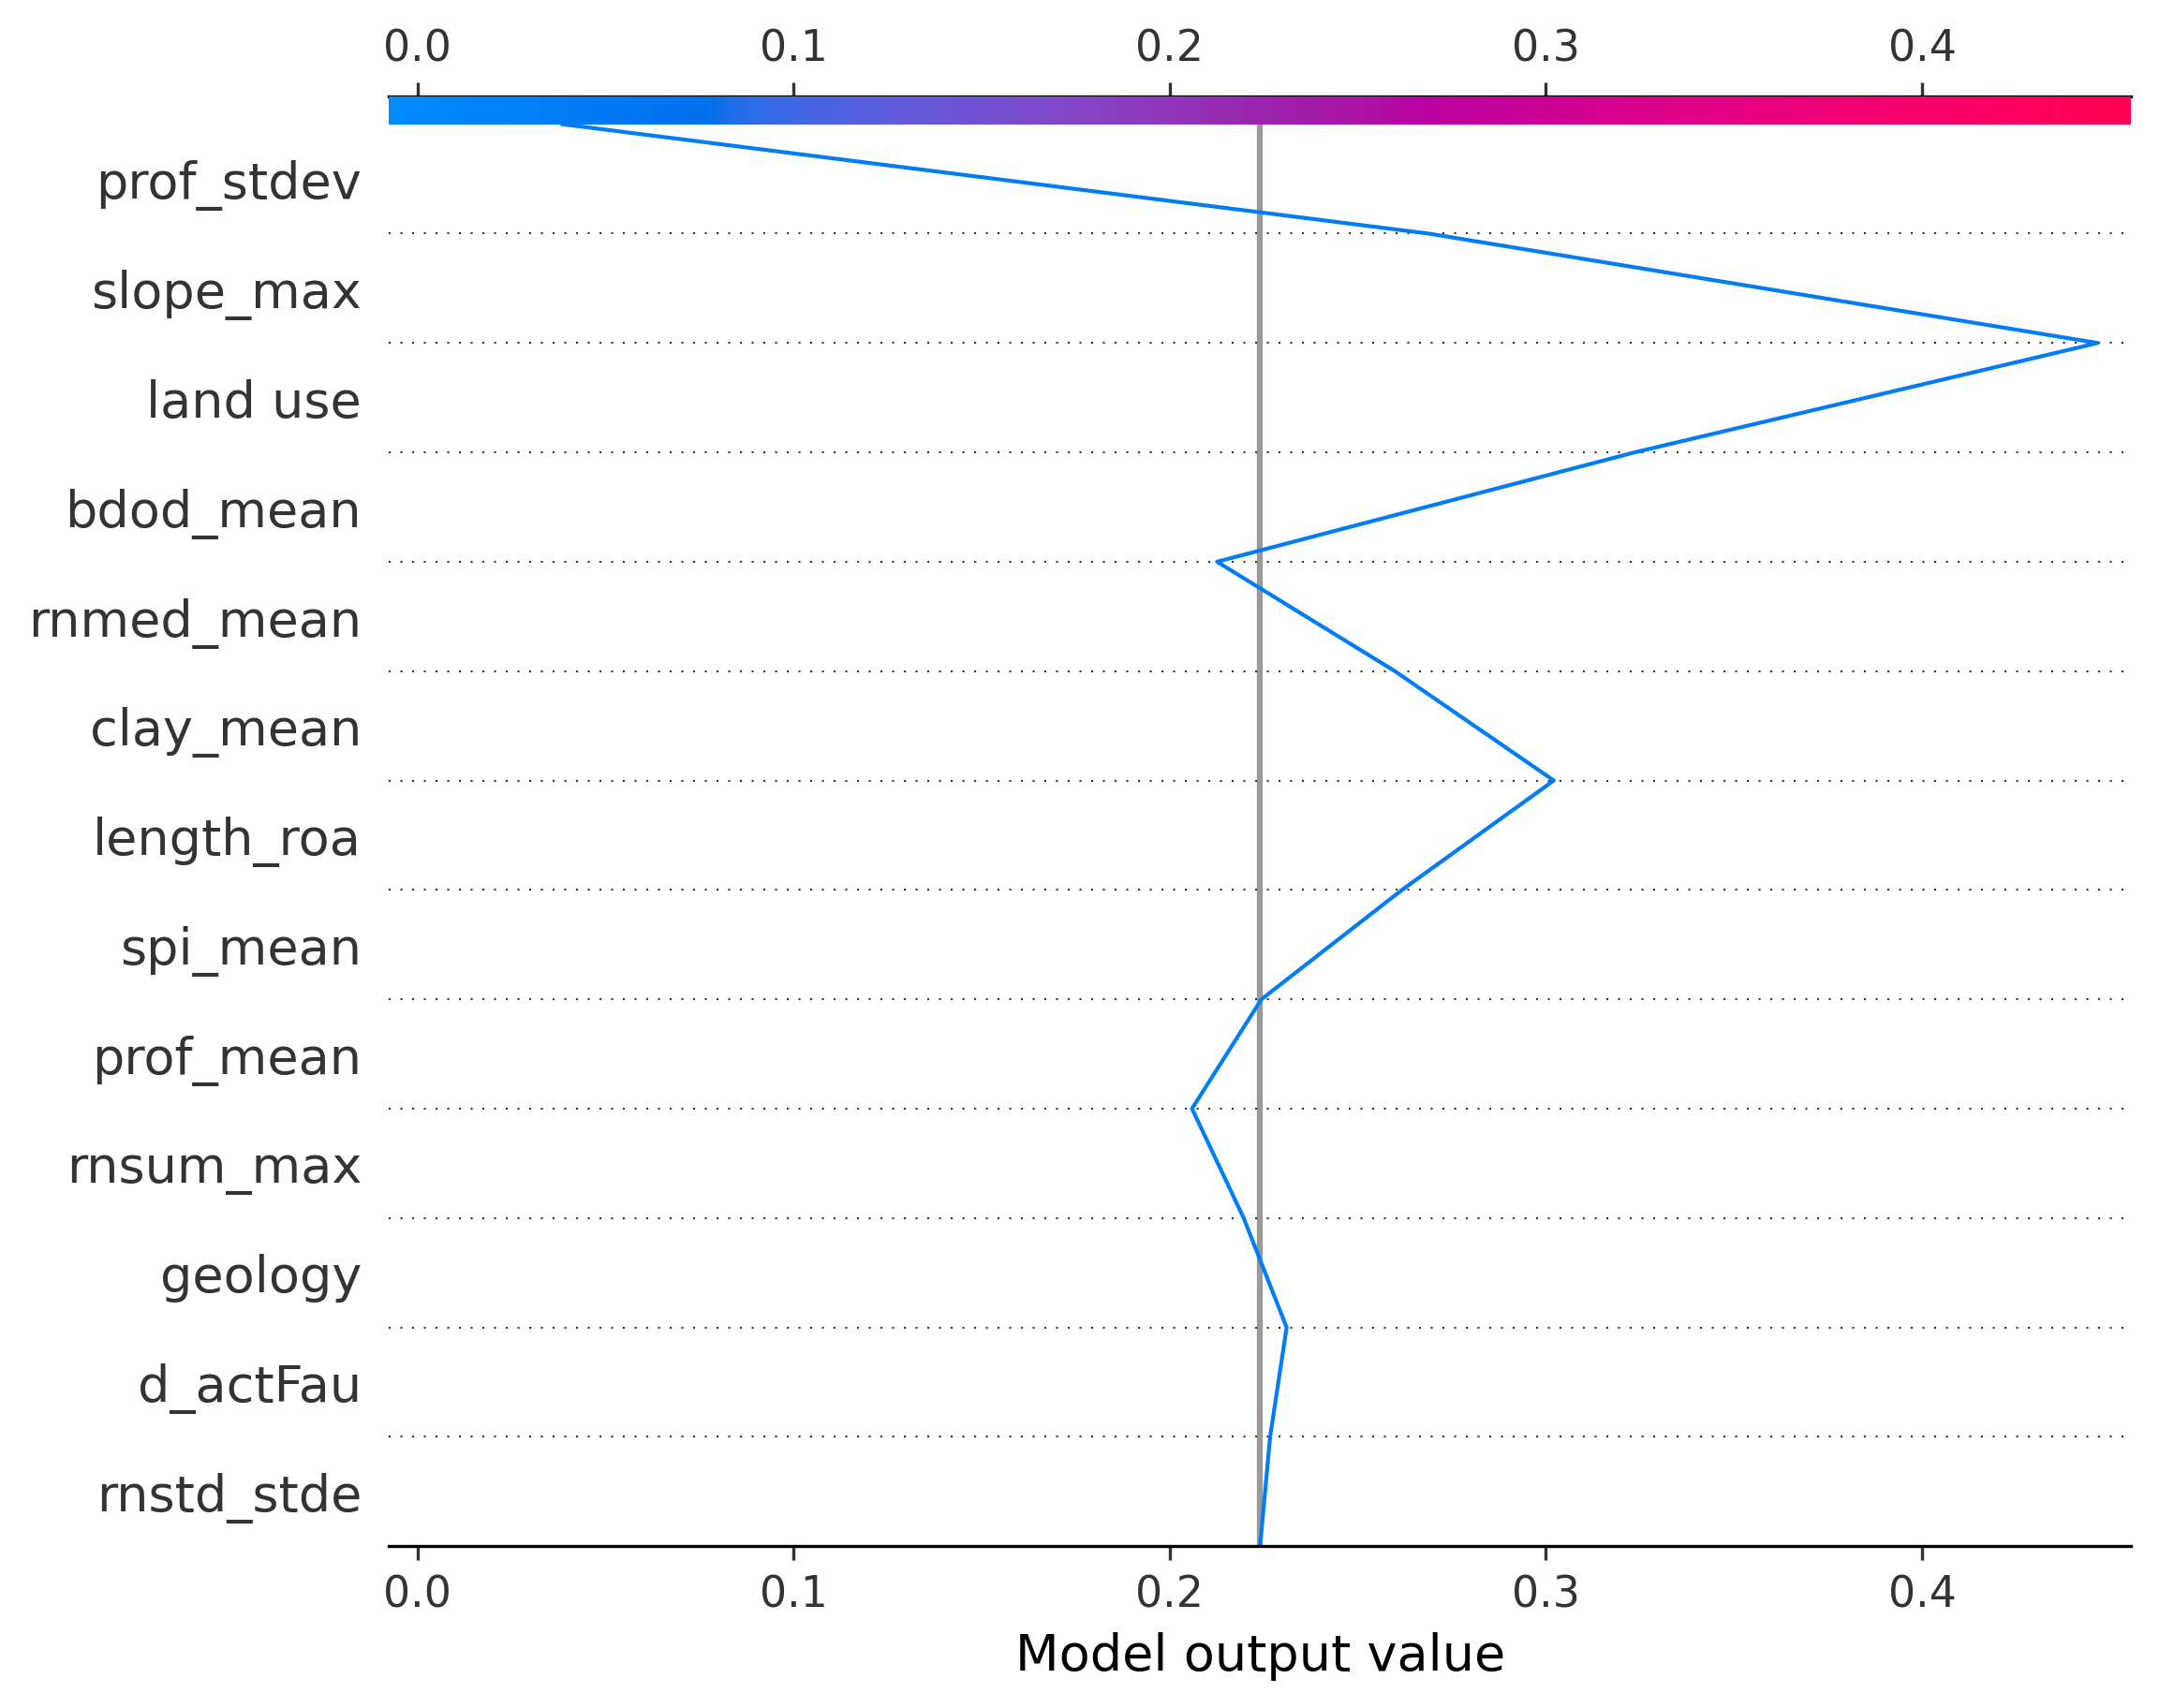 0.0 0.1 0.2 0.3 0.4
prof_stdev
slope_max
land use
bdod_mean
rnmed_mean
clay_mean
length_roa
spi_mean
prof_mean
rnsum_max
geology
d_actFau
rnstd_stde
0.0 0.1 0.2 0.3 0.4
Model output value